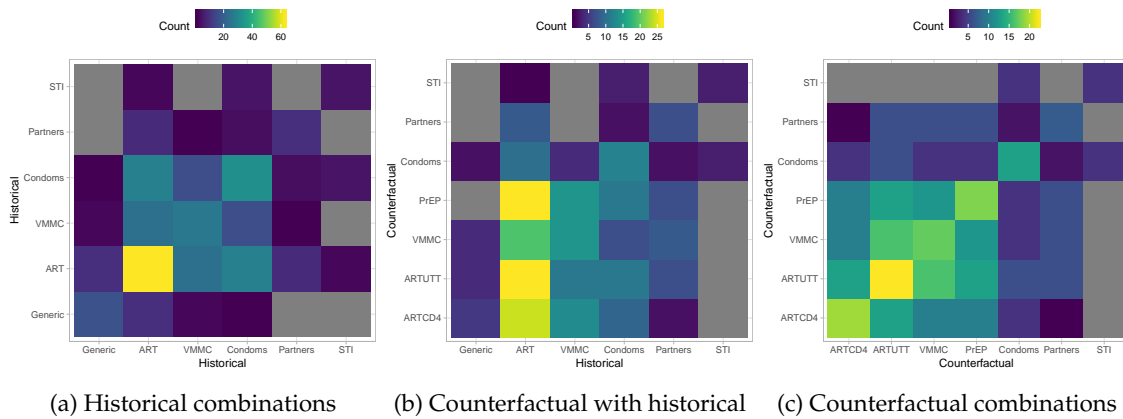 Count 20 40 60
STI
Partners
Condoms
VMMC
ART
Generic
Historical
Generic ART VMMC Condoms Partners STI
Historical
(a) Historical combinations
Count 5 10 15 20 25
STI
Partners
Condoms
PrEP
VMMC
ARTUTT
ARTCD4
Counterfactual
Generic ART VMMC Condoms Partners STI
Historical
(b) Counterfactual with historical
Count 5 10 15 20
STI
Partners
Condoms
PrEP
VMMC
ARTUTT
ARTCD4
Counterfactual
ARTCD4 ARTUTT VMMC PrEP Condoms Partners STI
Counterfactual
(c) Counterfactual combinations